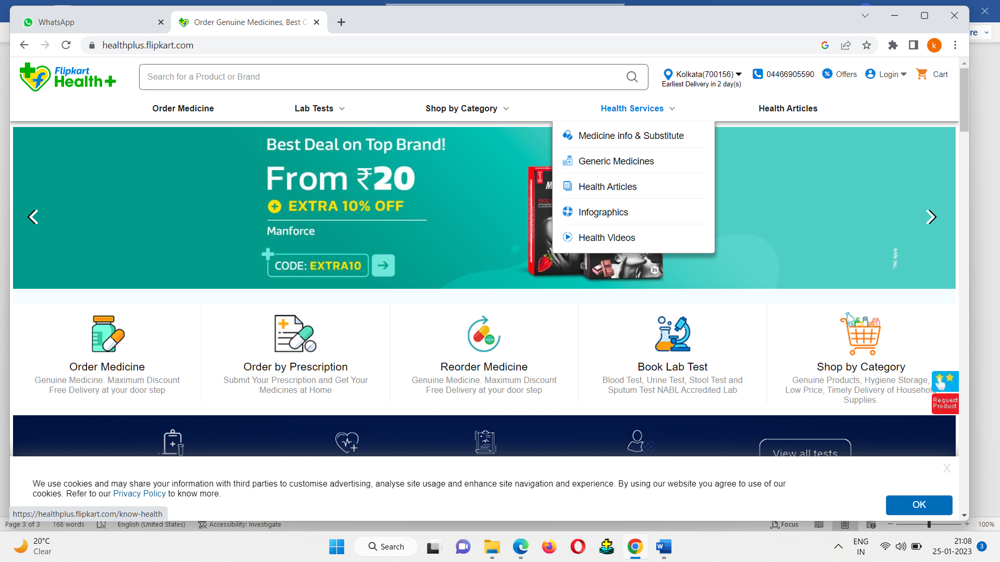 WhatsApp
Order Genuine Medicines, Best O
healthplus.flipkart.com
k
re
Flipkart
Health+
Search for a Product or Brand
Kolkata(700156)
Earliest Delivery in 2 day(s)
04466905590
Offers
Login
Cart
Order Medicine
Lab Tests
Shop by Category
Health Services
Health Articles
Medicine info & Substitute
Generic Medicines
Health Articles
Infographics
Health Videos
Best Deal on Top Brand!
From ₹20
EXTRA 10% OFF
Manforce
CODE: EXTRA10
*T&C Apply
Order Medicine
Genuine Medicine. Maximum Discount
Free Delivery at your door step
Order by Prescription
Submit Your Prescription and Get Your
Medicines at Home
Reorder Medicine
Genuine Medicine. Maximum Discount
Free Delivery at your door step
Book Lab Test
Blood Test, Urine Test, Stool Test and
Sputum Test NABL Accredited Lab
Shop by Category
Genuine Products, Hygiene Storage,
Low Price, Timely Delivery of Household
Supplies.
Request
Product
View all tests
X
We use cookies and may share your information with third parties to customise advertising, analyse site usage and enhance site navigation and experience. By using our website you agree to use of our
cookies. Refer to our Privacy Policy to know more.
OK
https://healthplus.flipkart.com/know-health
Page 3 of 3
168 words
English (United States)
Accessibility: Investigate
Focus
100%
20°C
Clear
Search
ENG
IN
21:08
25-01-2023
3